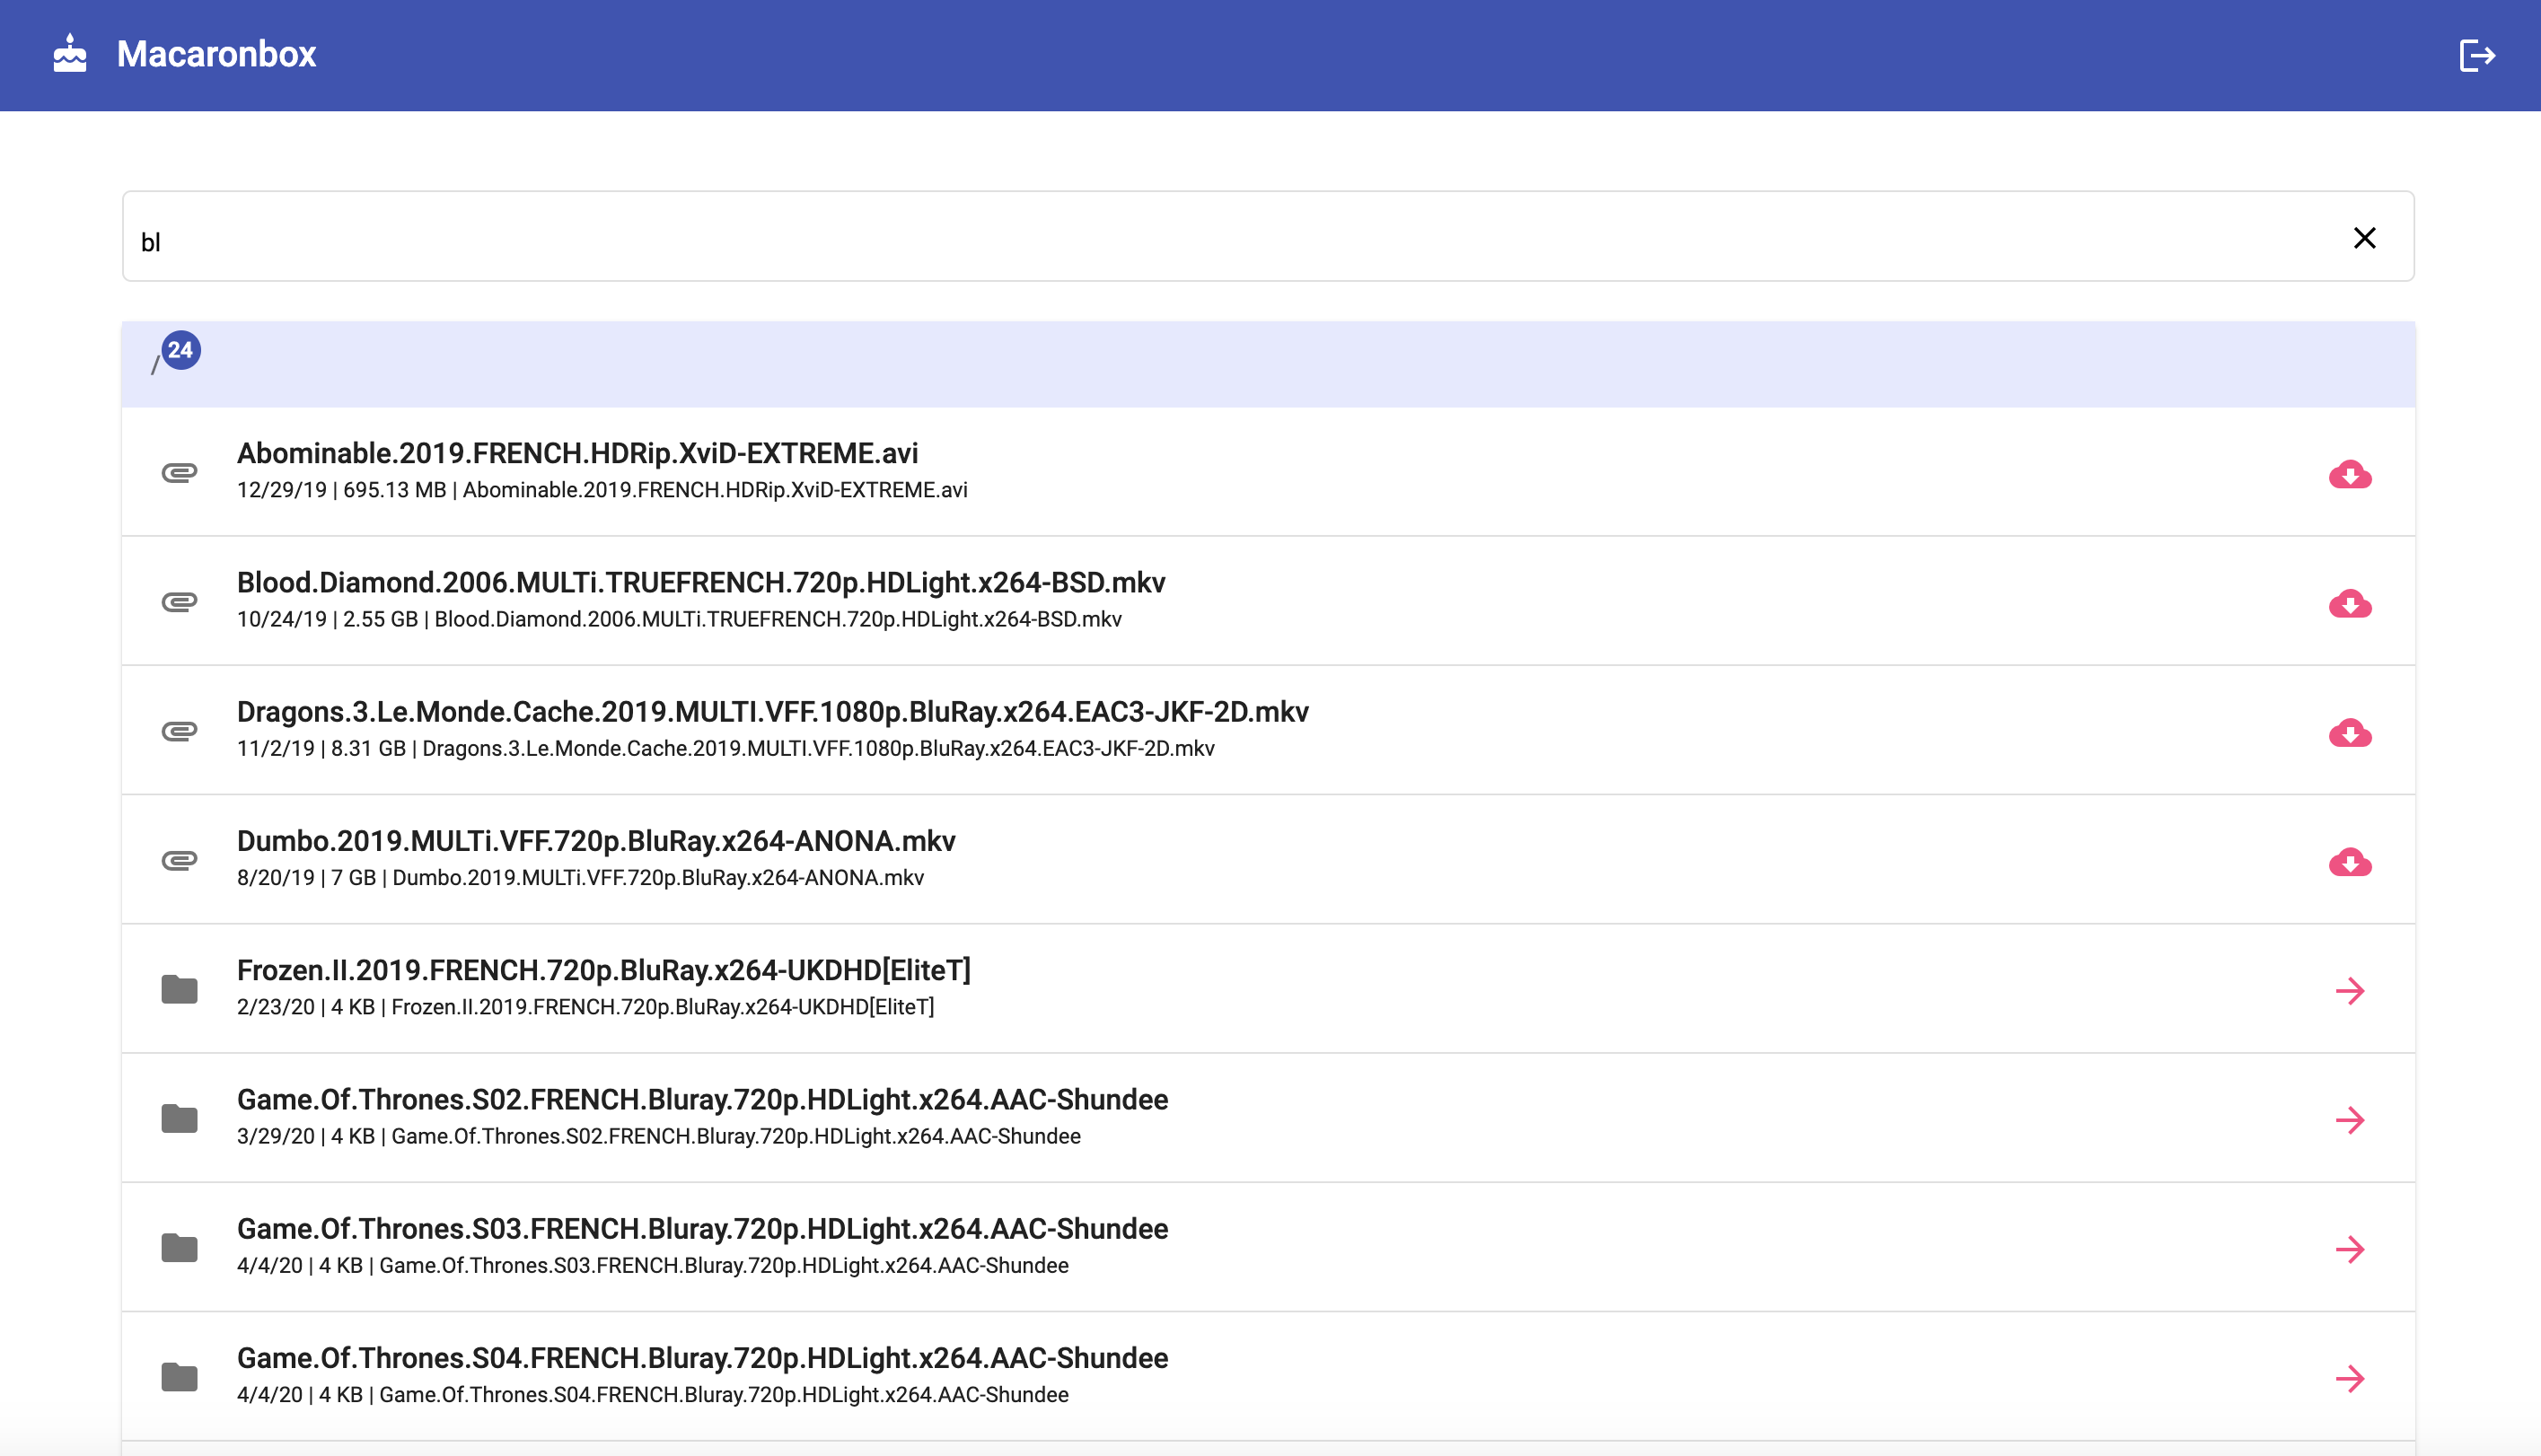 Macaronbox
bl
/ 24
Abominable.2019.FRENCH.HDRip.XviD-EXTREME.avi
12/29/19 | 695.13 MB | Abominable.2019.FRENCH.HDRip.XviD-EXTREME.avi
Blood.Diamond.2006.MULTi.TRUEFRENCH.720p.HDLight.x264-BSD.mkv
10/24/19 | 2.55 GB | Blood.Diamond.2006.MULTi.TRUEFRENCH.720p.HDLight.x264-BSD.mkv
Dragons.3.Le.Monde.Cache.2019.MULTI.VFF.1080p.BluRay.x264.EAC3-JKF-2D.mkv
11/2/19 | 8.31 GB | Dragons.3.Le.Monde.Cache.2019.MULTI.VFF.1080p.BluRay.x264.EAC3-JKF-2D.mkv
Dumbo.2019.MULTi.VFF.720p.BluRay.x264-ANONA.mkv
8/20/19 | 7 GB | Dumbo.2019.MULTi.VFF.720p.BluRay.x264-ANONA.mkv
Frozen.II.2019.FRENCH.720p.BluRay.x264-UKDHD[EliteT]
2/23/20 | 4 KB | Frozen.II.2019.FRENCH.720p.BluRay.x264-UKDHD[EliteT]
Game.Of.Thrones.S02.FRENCH.Bluray.720p.HDLight.x264.AAC-Shundee
3/29/20 | 4 KB | Game.Of.Thrones.S02.FRENCH.Bluray.720p.HDLight.x264.AAC-Shundee
Game.Of.Thrones.S03.FRENCH.Bluray.720p.HDLight.x264.AAC-Shundee
4/4/20 | 4 KB | Game.Of.Thrones.S03.FRENCH.Bluray.720p.HDLight.x264.AAC-Shundee
Game.Of.Thrones.S04.FRENCH.Bluray.720p.HDLight.x264.AAC-Shundee
4/4/20 | 4 KB | Game.Of.Thrones.S04.FRENCH.Bluray.720p.HDLight.x264.AAC-Shundee